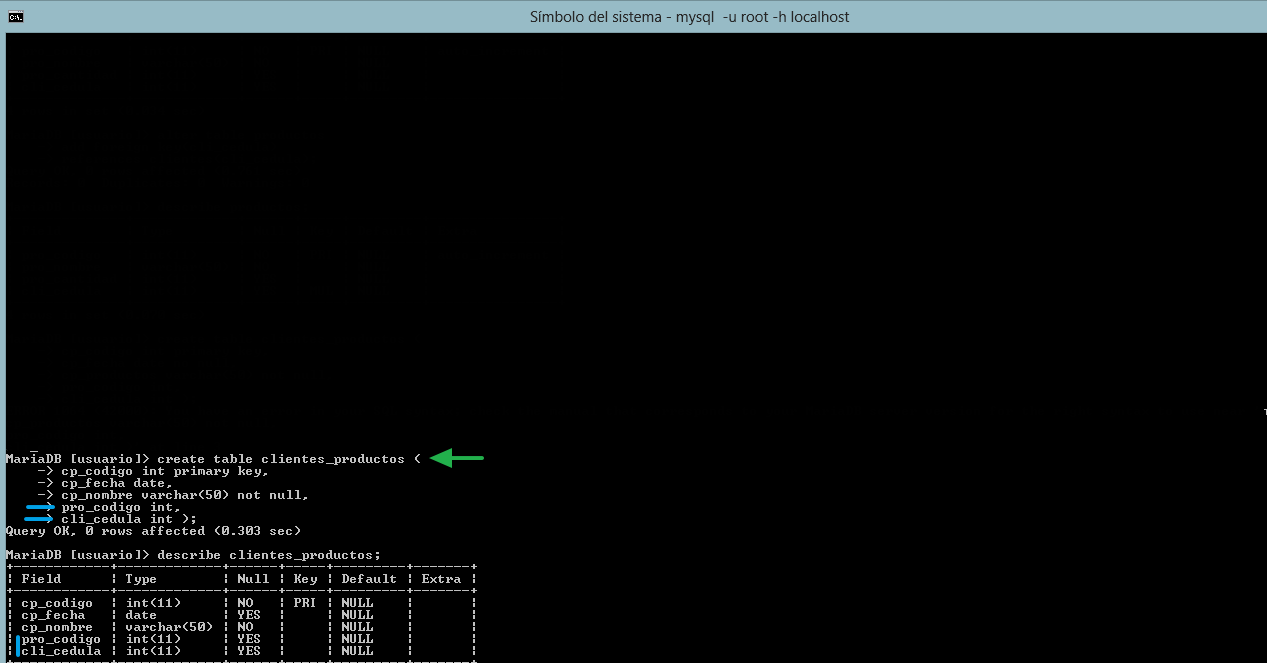 Símbolo del sistema - mysql  -u root -h localhost
MariaDB [usuario]> create table clientes_productos (
    -> cp_codigo int primary key,
    -> cp_fecha date,
    -> cp_nombre varchar(50) not null,
    -> pro_codigo int,
    -> cli_cedula int );
Query OK, 0 rows affected (0.303 sec)
MariaDB [usuario]> describe clientes_productos;
+------------+-------------+------+-----+---------+-------+
| Field      | Type        | Null | Key | Default | Extra |
+------------+-------------+------+-----+---------+-------+
| cp_codigo  | int(11)     | NO   | PRI | NULL    |       |
| cp_fecha   | date        | YES  |     | NULL    |       |
| cp_nombre  | varchar(50) | NO   |     | NULL    |       |
| pro_codigo | int(11)     | YES  |     | NULL    |       |
| cli_cedula | int(11)     | YES  |     | NULL    |       |
+------------+-------------+------+-----+---------+-------+